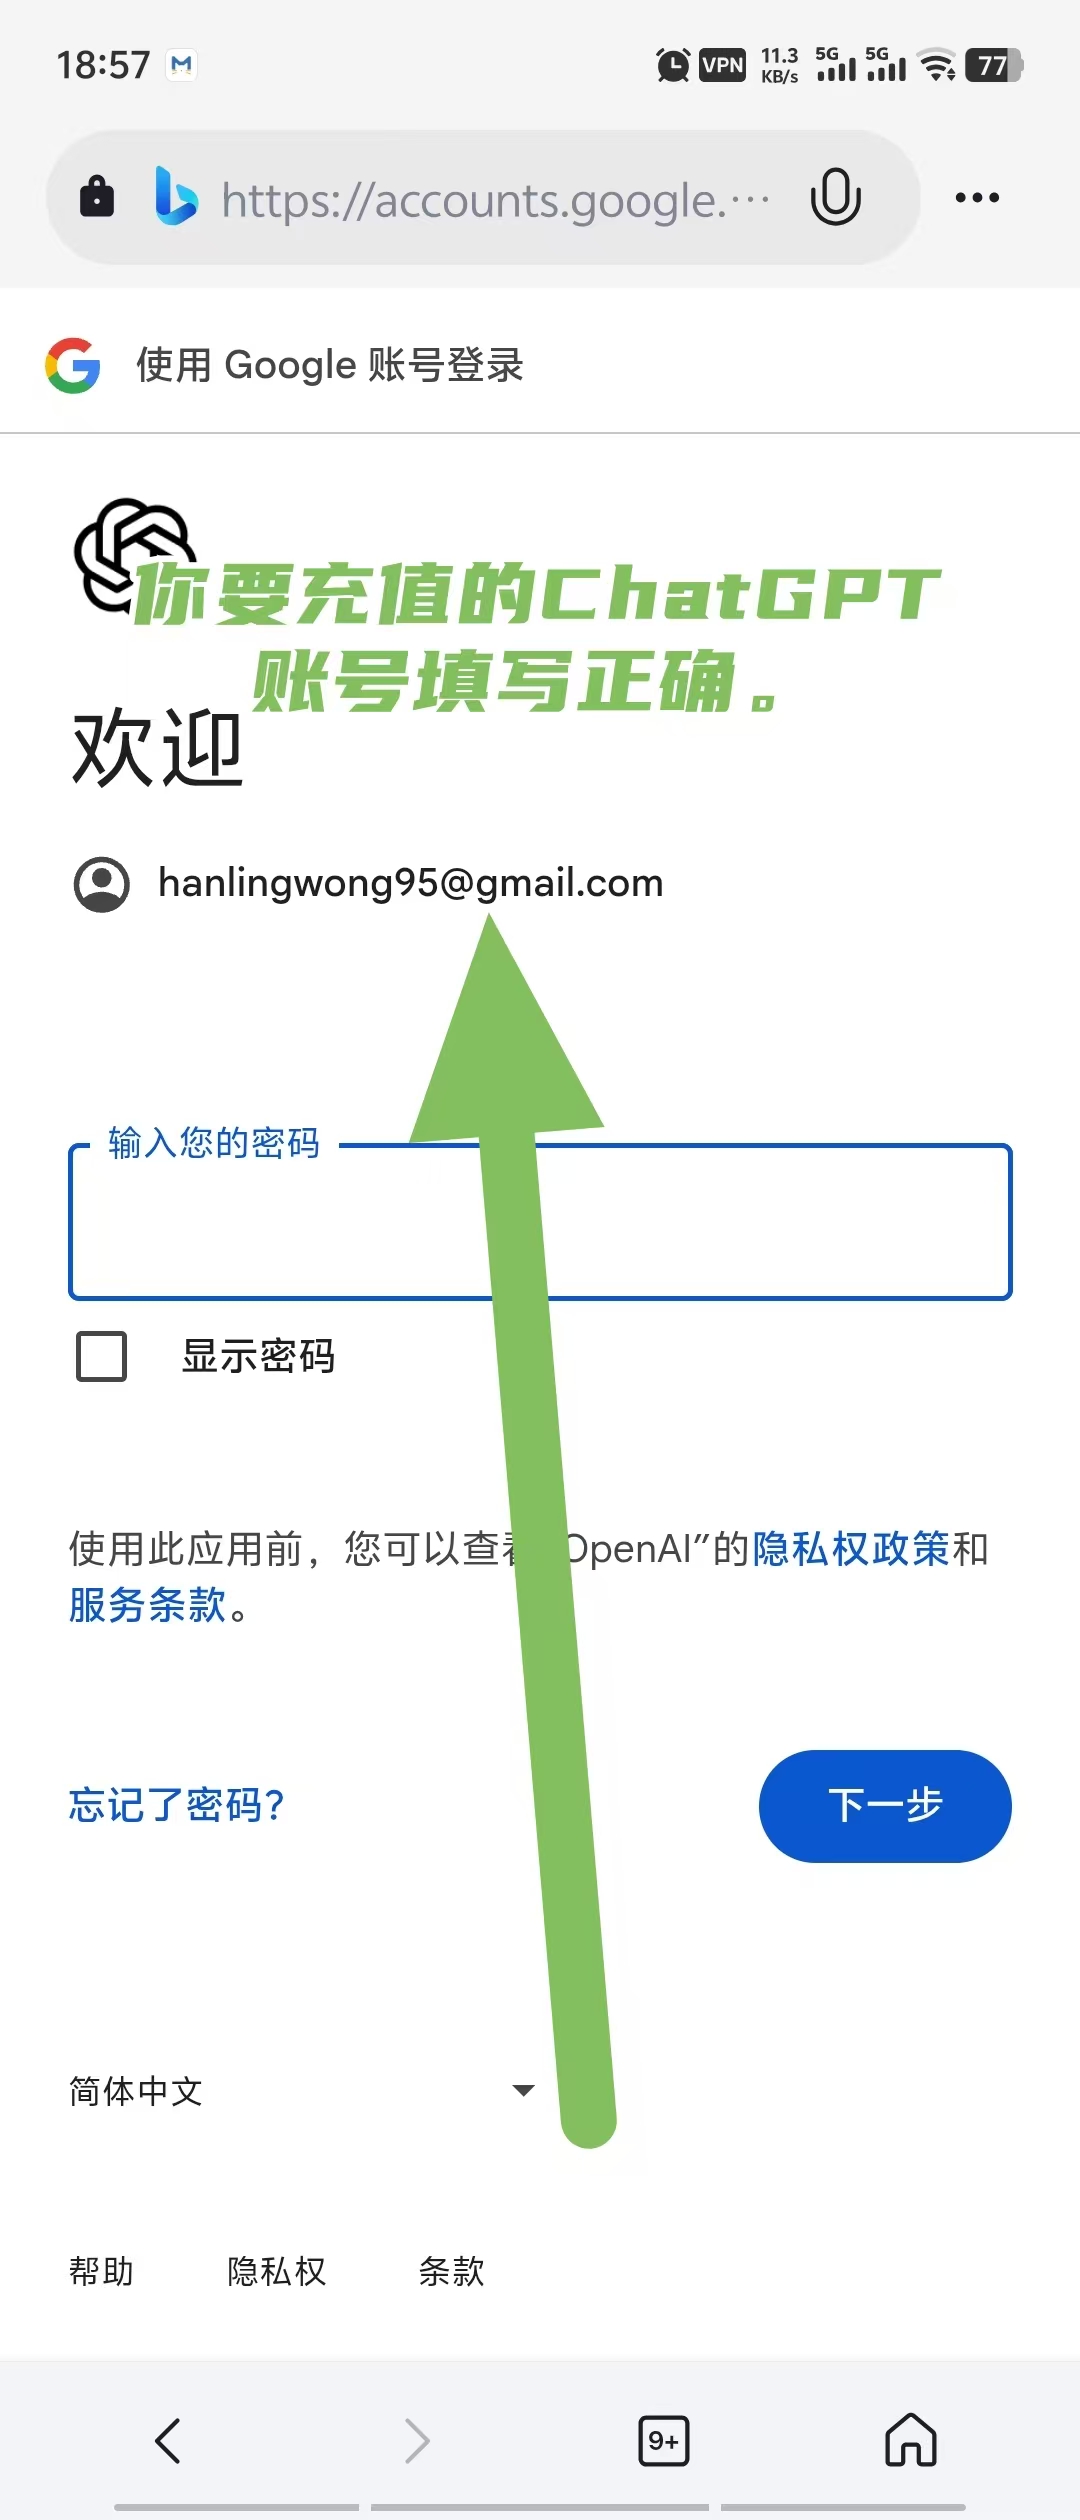 18:57
VPN
11.3
KB/s
5G
5G
77
https://accounts.google.…
使用 Google 账号登录
你要充值的ChatGPT
账号填写正确。
欢迎
hanlingwong95@gmail.com
输入您的密码
显示密码
使用此应用前，您可以查看 OpenAI”的隐私权政策和
服务条款。
忘记了密码？
下一步
简体中文
帮助
隐私权
条款
9+